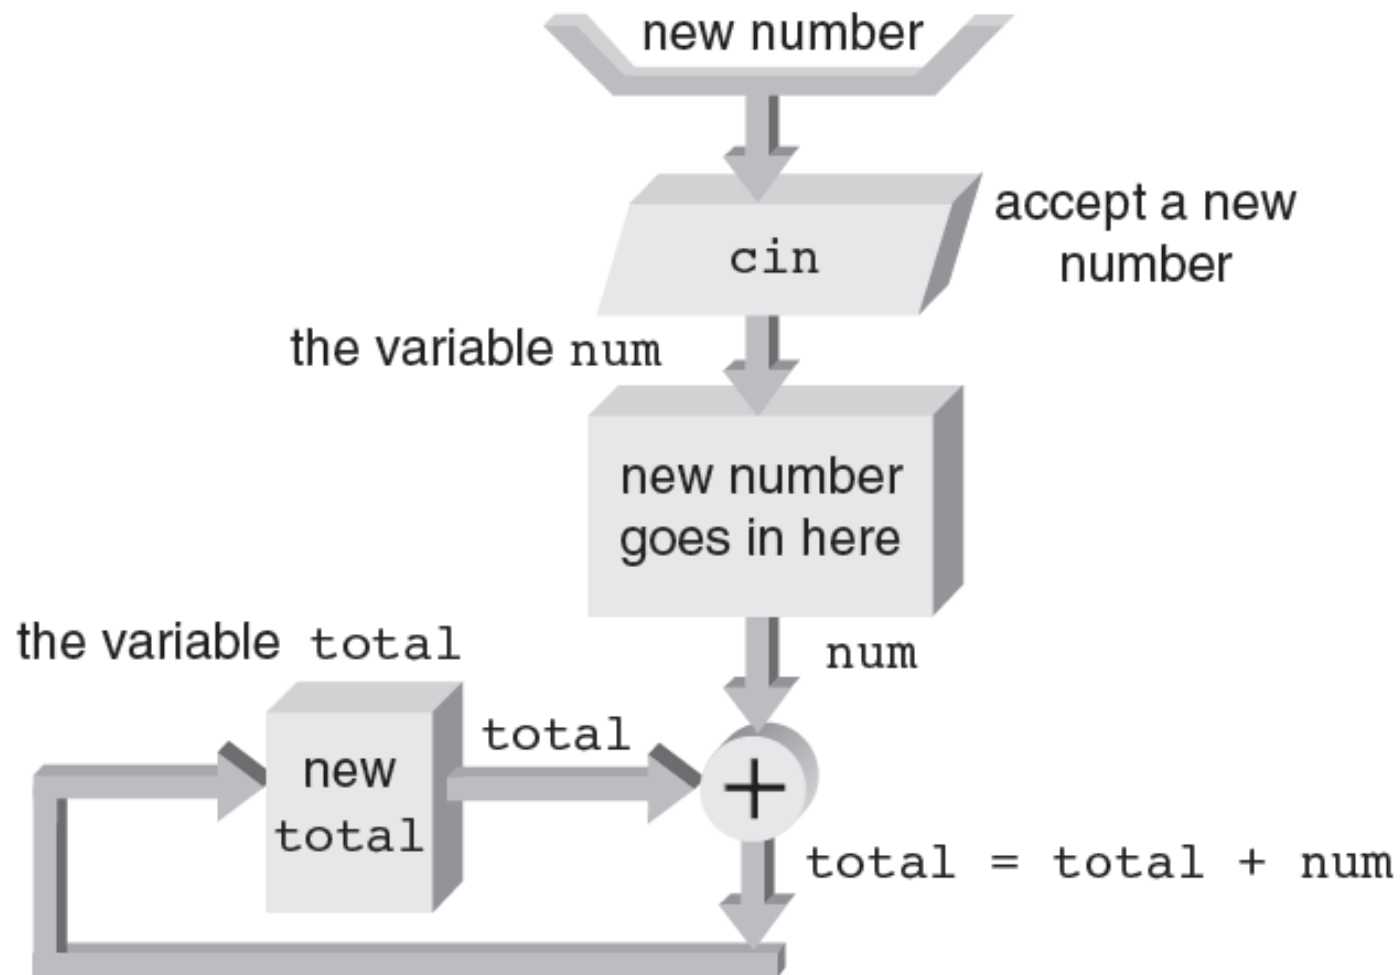 new number
cin
accept a new
number
the variable num
new number
goes in here
num
the variable total
total
new
total
+
total = total + num